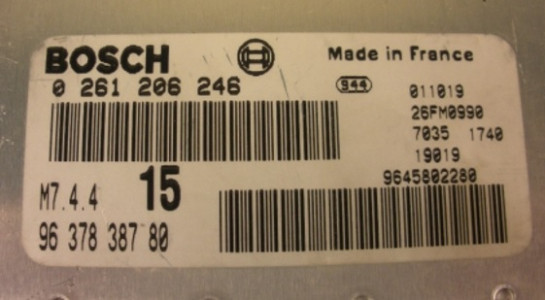 BOSCH
Made in France
0 261 206 246
944
011019
26FM0990
7035 1740
19019
9645802280
M7.4.4
15
96 378 387 80